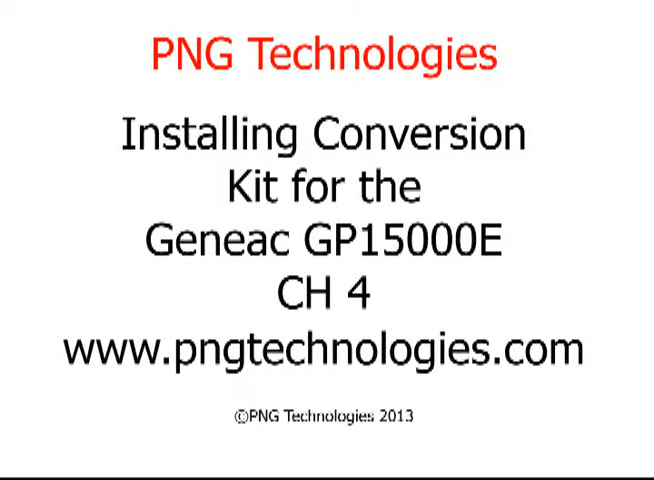 PNG Technologies
Installing Conversion
Kit for the
Geneac GP15000E
CH 4
www.pngtechnologies.com
©PNG Technologies 2013